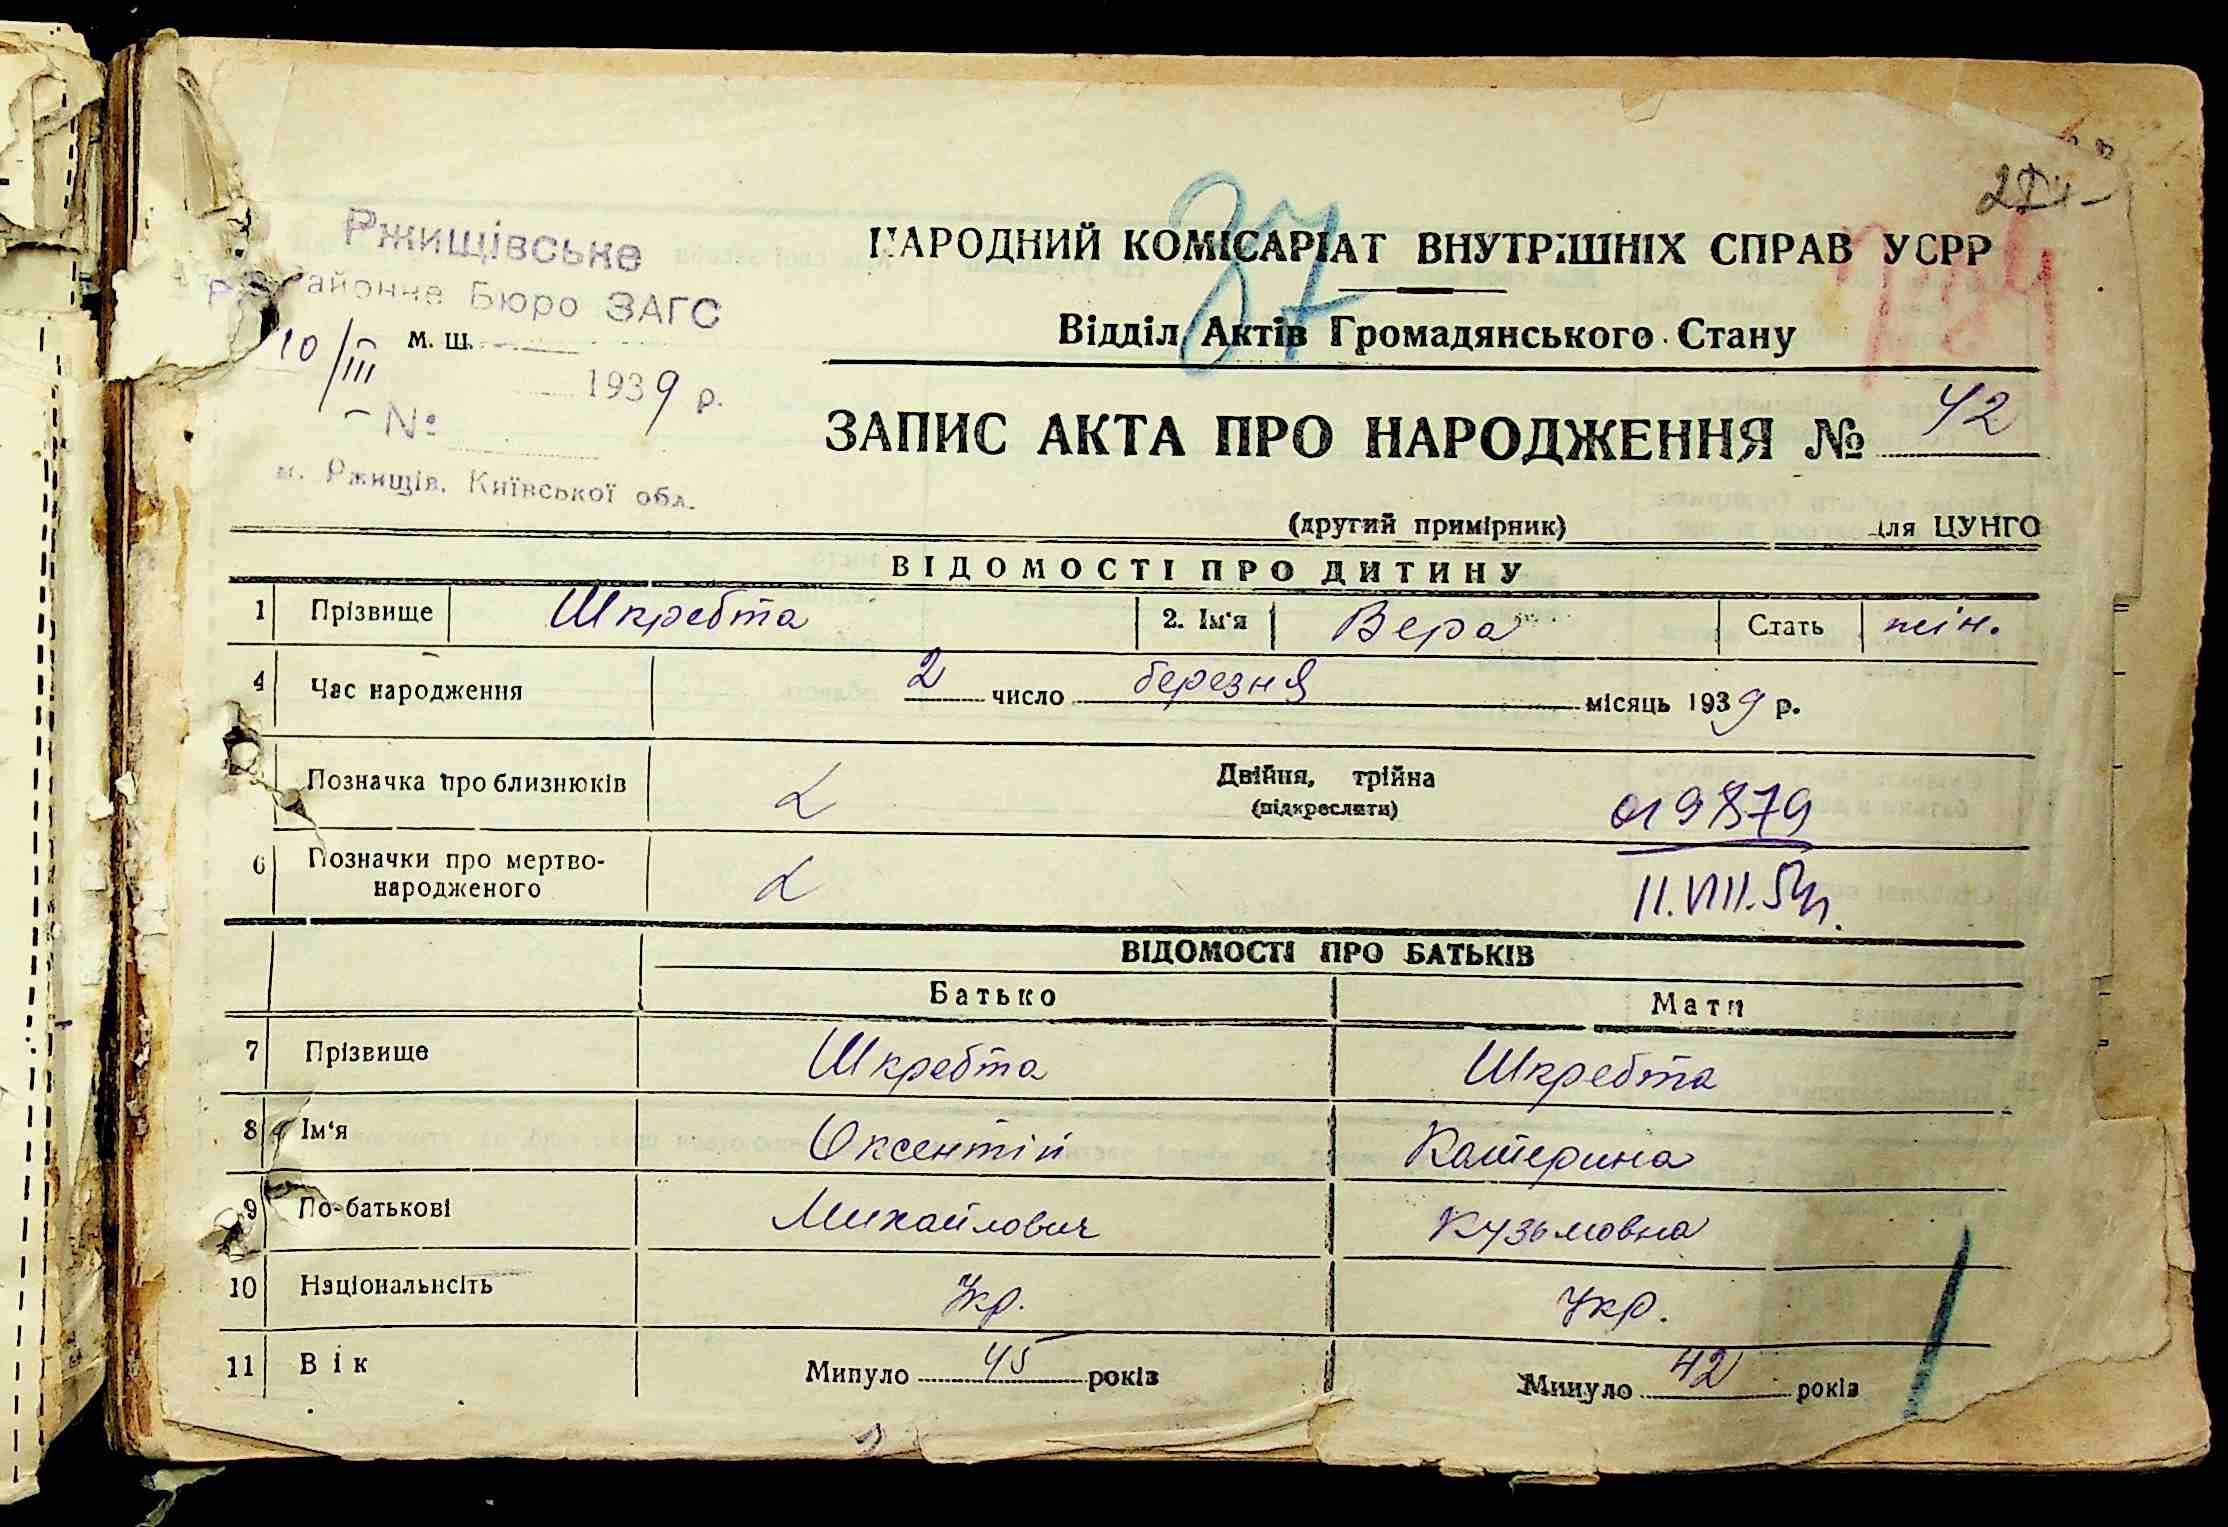 37
Ржищівське
Районне Бюро ЗАГС
м. ш.
10/III 1939 р.
№
м. Ржищів, Київської обл.
НАРОДНИЙ КОМІСАРІАТ ВНУТРІШНІХ СПРАВ УСРР
Відділ Актів Громадянського Стану
ЗАПИС АКТА ПРО НАРОДЖЕННЯ № 42
(другий примірник) для ЦУНГО
ВІДОМОСТІ ПРО ДИТИНУ
1 Прізвище Шкребта 2. Ім'я Вера Стать жін.
4 Час народження 2 число березня місяць 1939 р.
Позначка про близнюків Двійня, трійна
(підкреслити)
019879
6 Позначки про мертво-
народженого
11.VIII.54р.
ВІДОМОСТІ ПРО БАТЬКІВ
Батько Мати
7 Прізвище Шкребта Шкребта
8 Ім'я Оксентій Катерина
9 По-батькові Михайлович Кузьмовна
10 Національнсіть Укр. Укр.
11 Вік Минуло 45 років Минуло 42 років